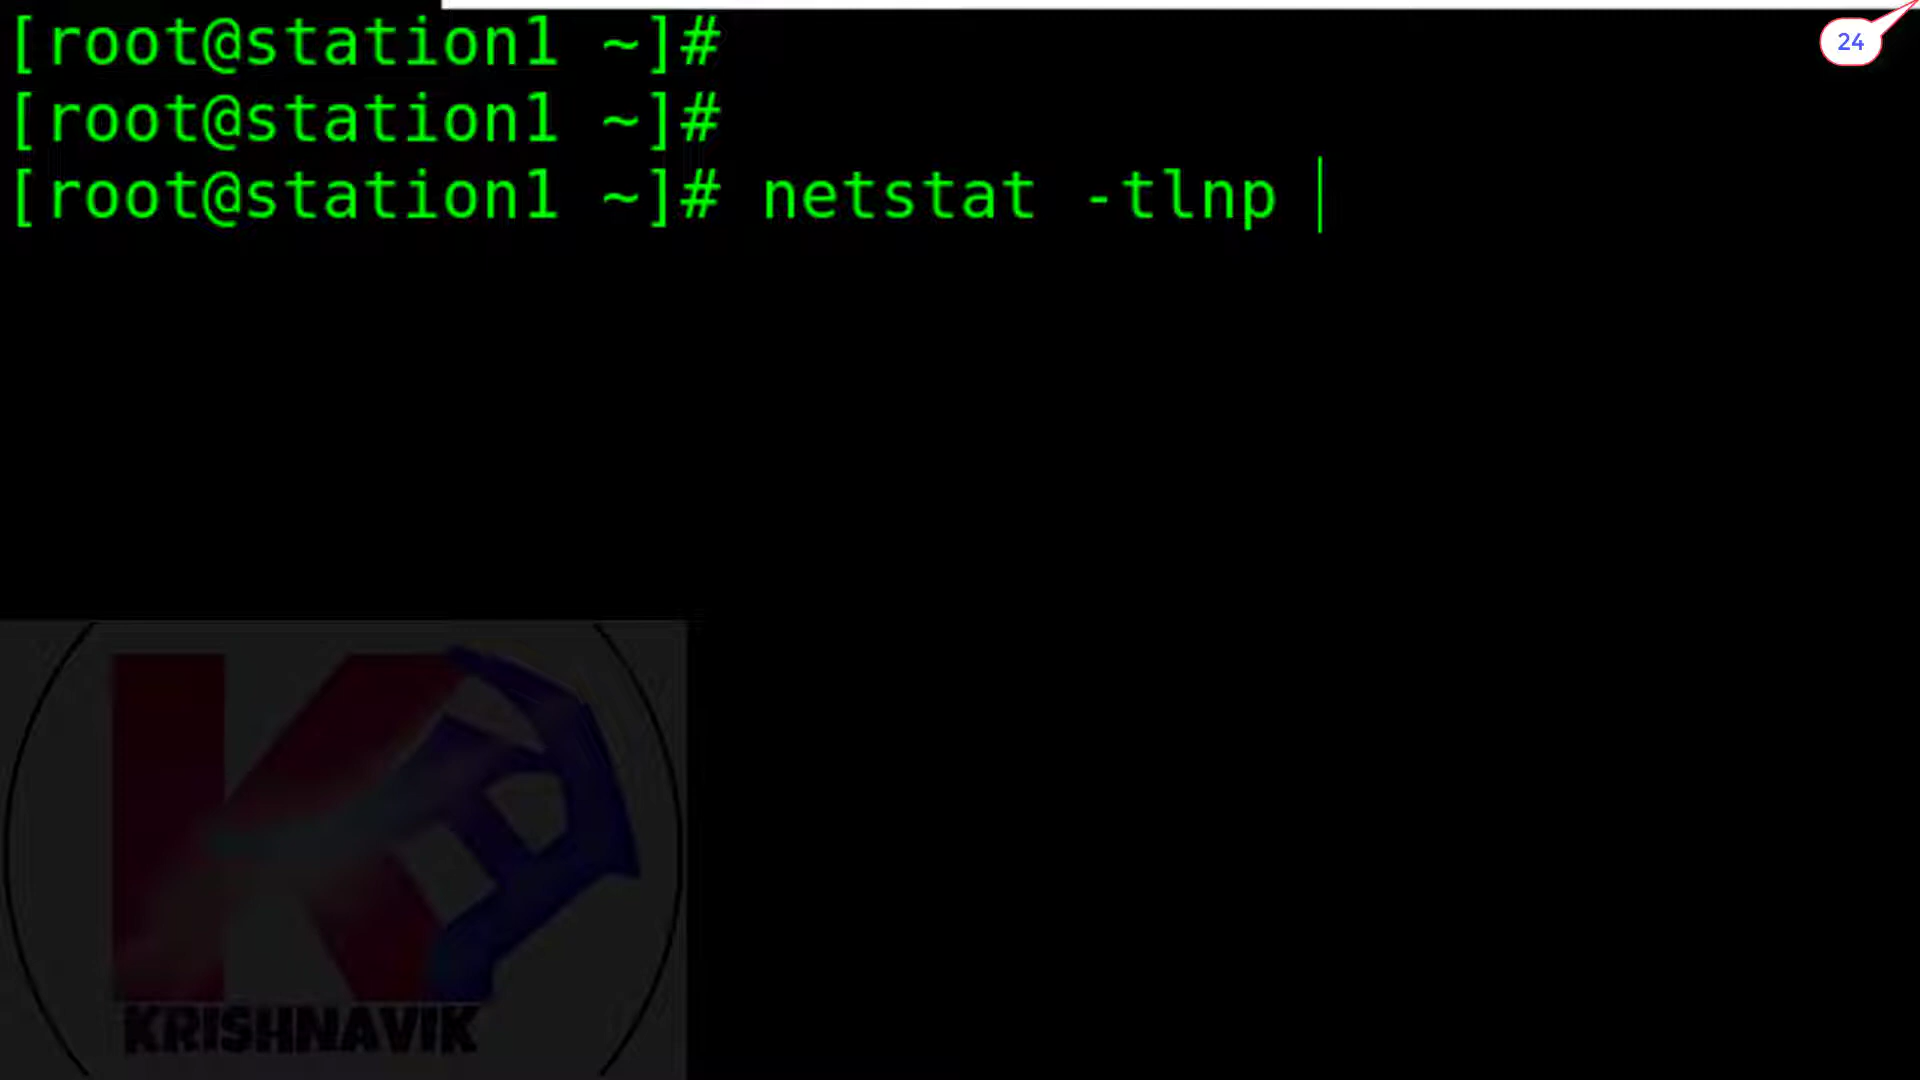 [root@station1 ~]#
24
[root@station1 ~]#
[root@station1 ~]# netstat -tlnp
KRISHNAVIK